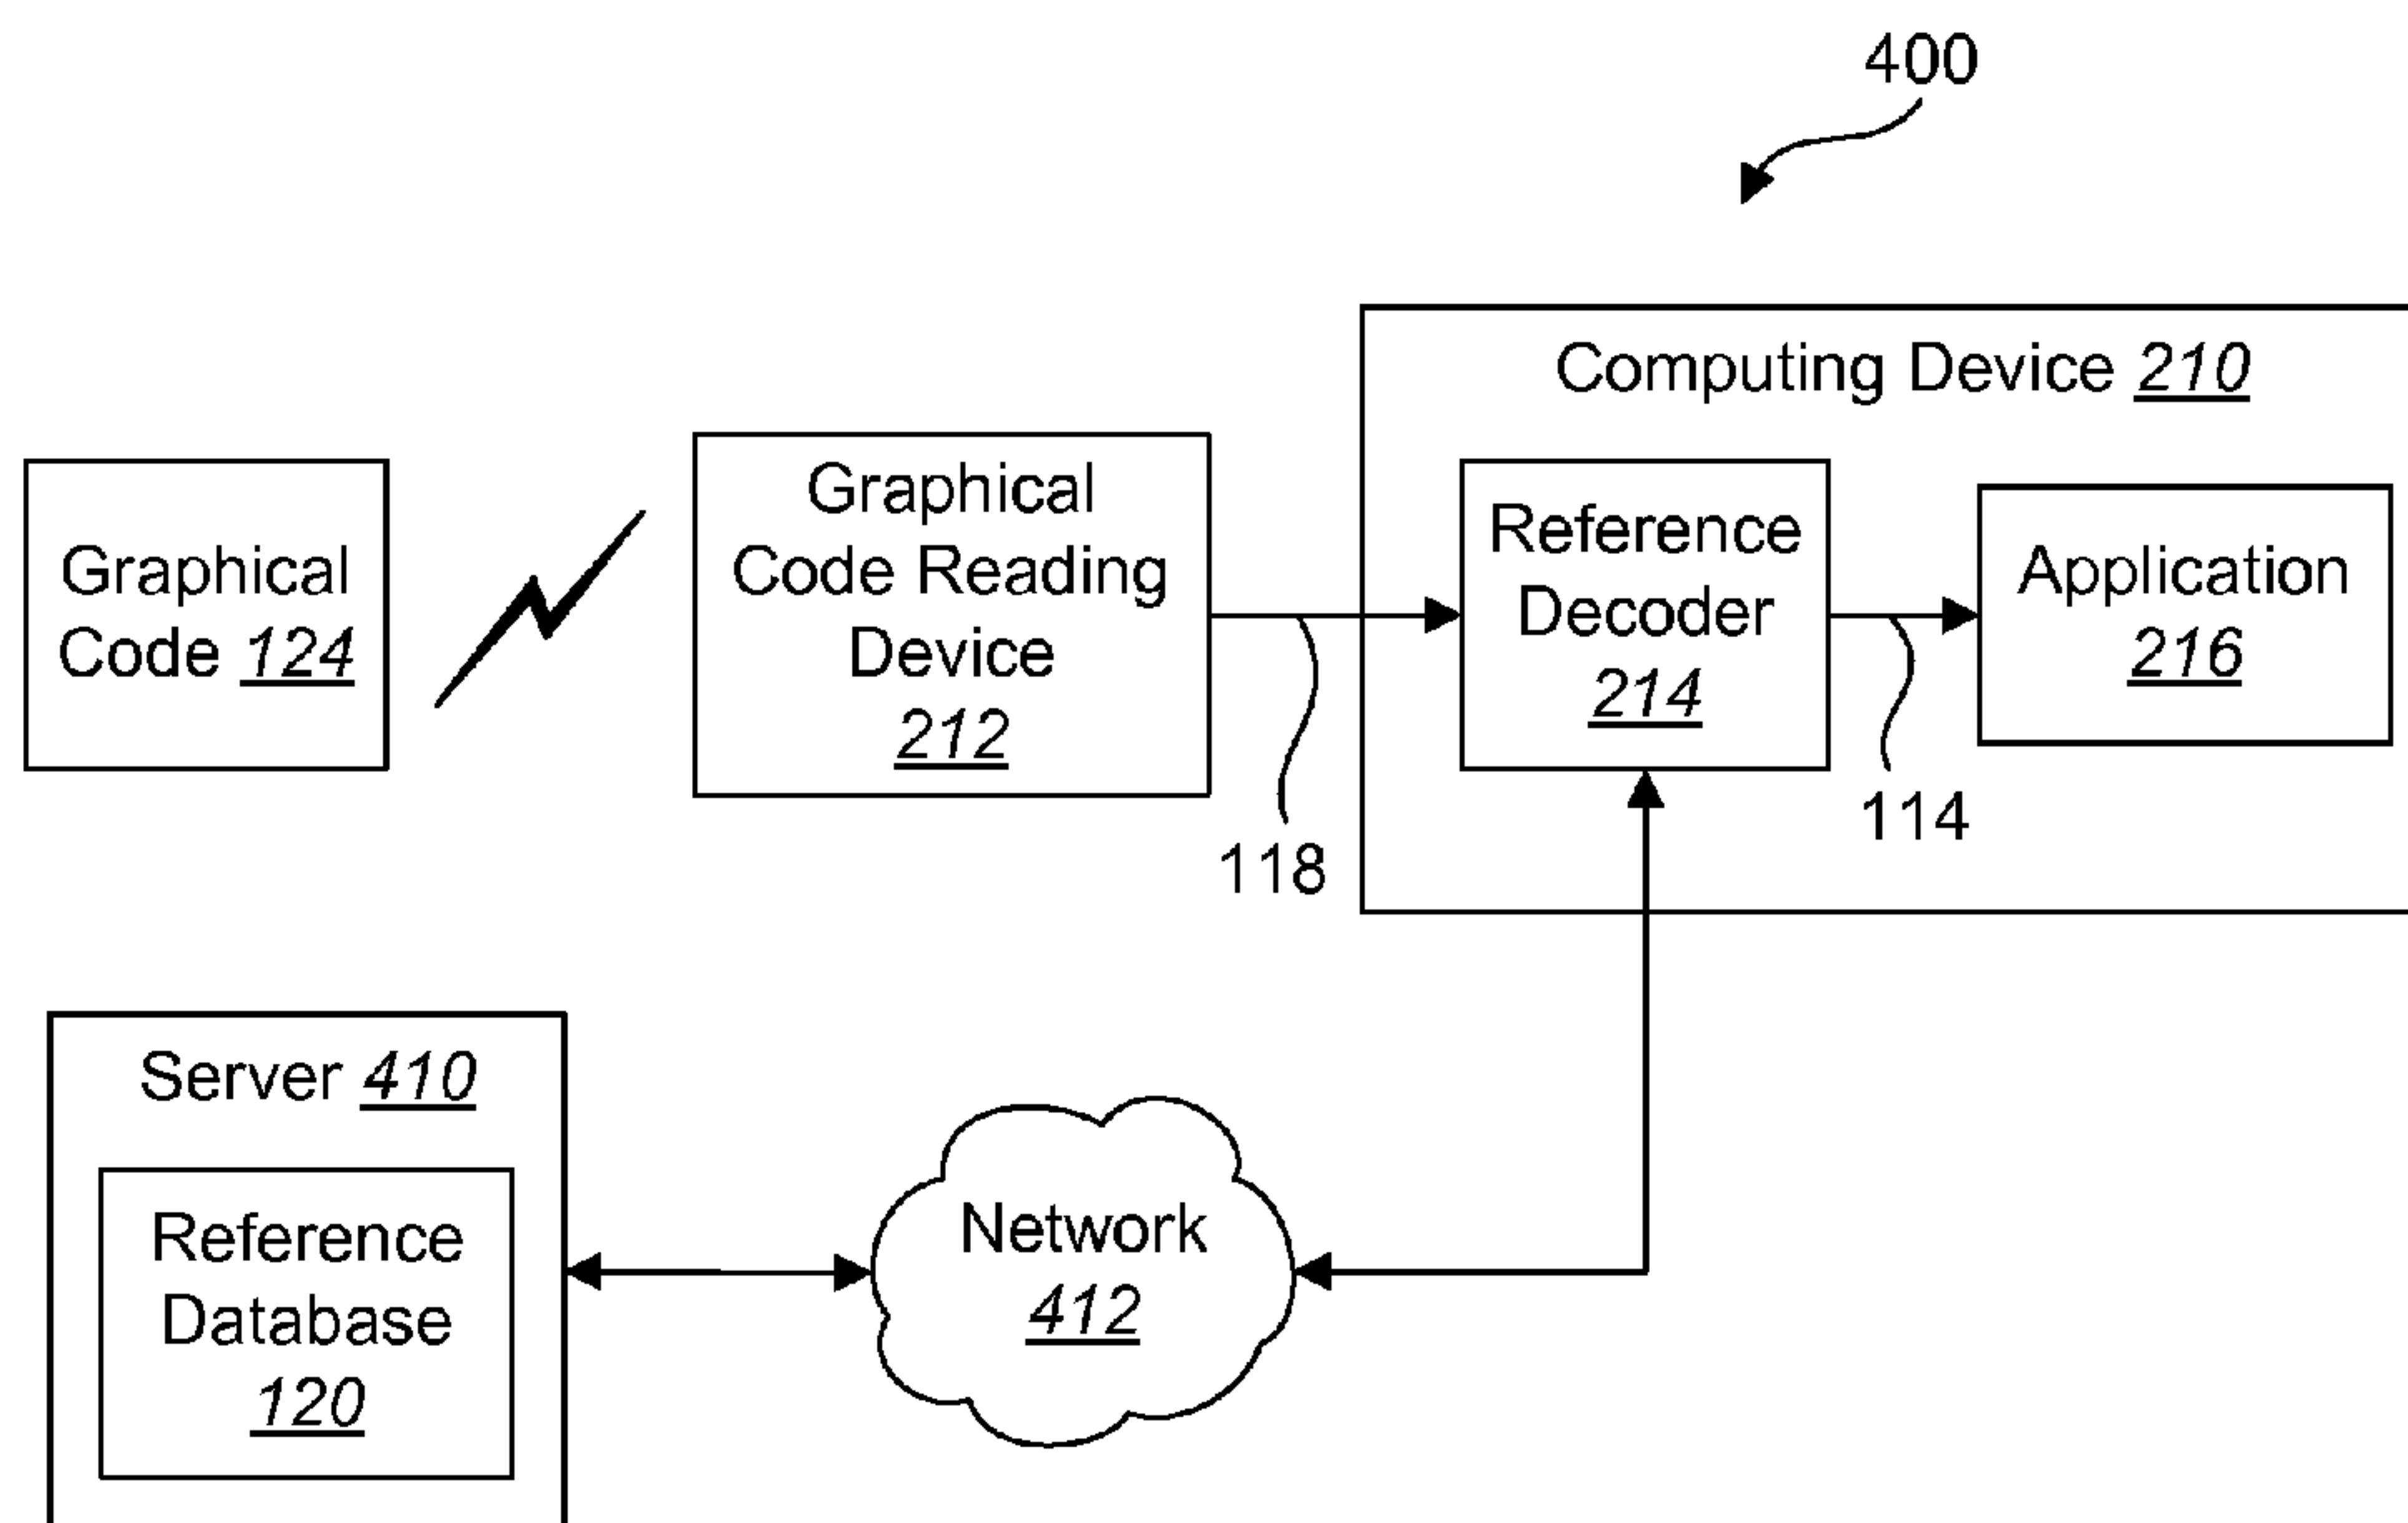 400
Computing Device 210
Graphical
Code 124
Graphical
Code Reading
Device
212
Reference
Decoder
214
Application
216
118
114
Server 410
Reference
Database
120
Network
412